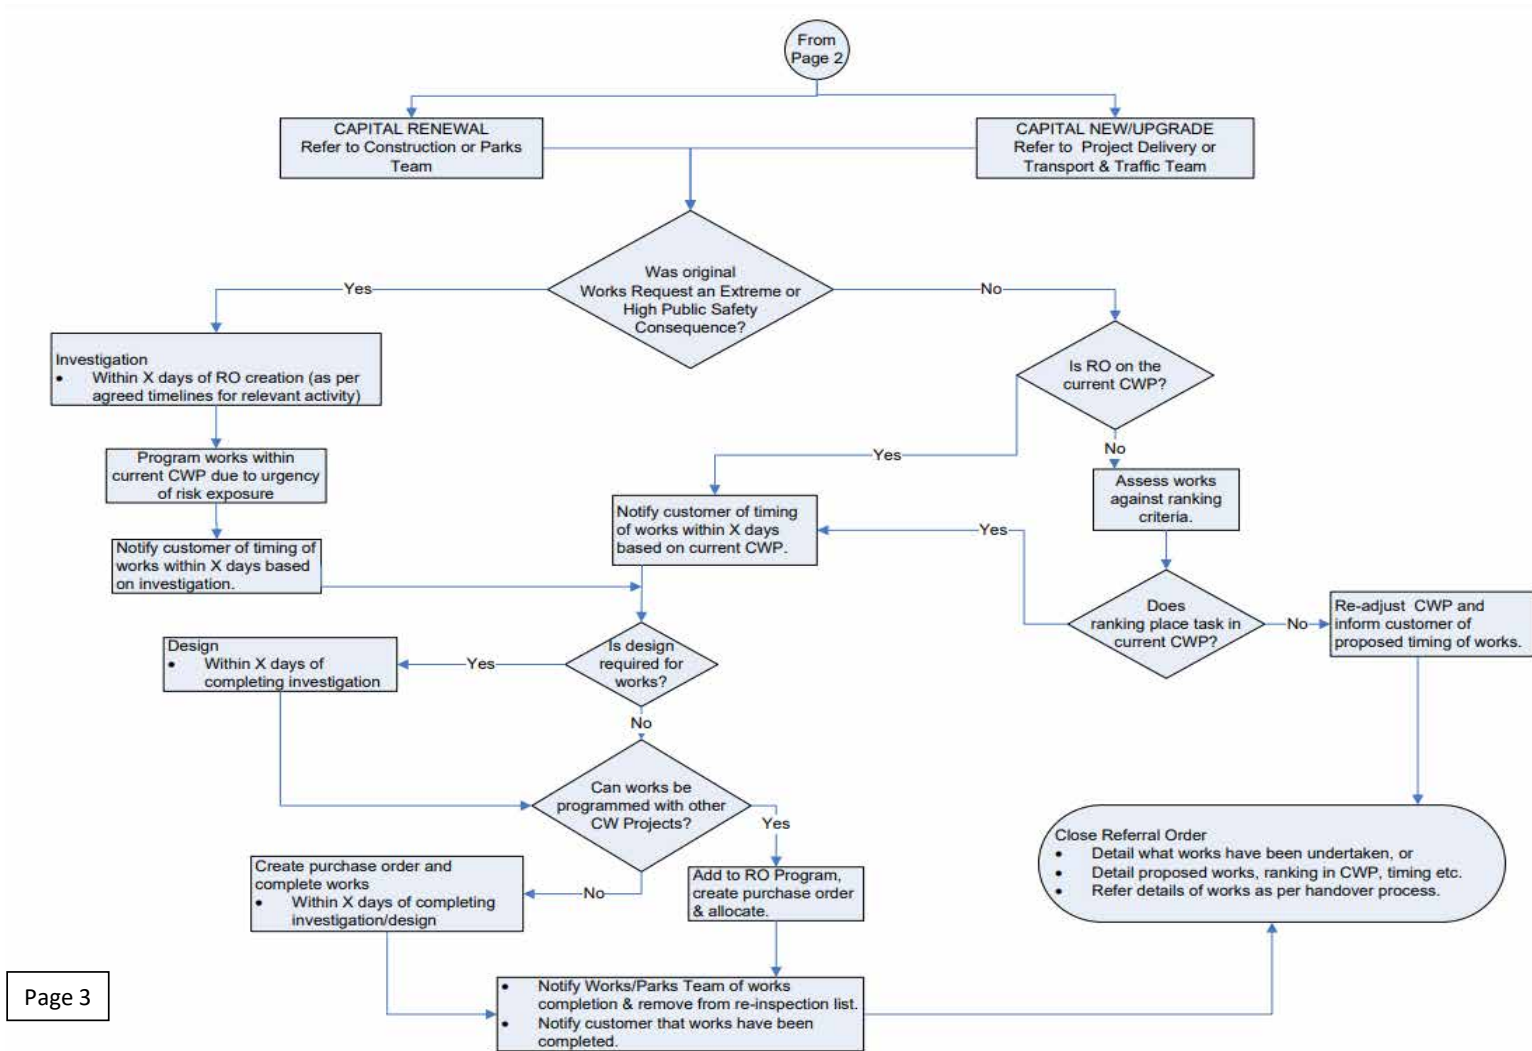 From
Page 2
CAPITAL RENEWAL
Refer to Construction or Parks
Team
CAPITAL NEW/UPGRADE
Refer to Project Delivery or
Transport & Traffic Team
Was original
Works Request an Extreme or
High Public Safety
Consequence?
Yes
No
Investigation
• Within X days of RO creation (as per
agreed timelines for relevant activity)
Is RO on the
current CWP?
Yes
No
Program works within
current CWP due to urgency
of risk exposure
Assess works
against ranking
criteria.
Notify customer of timing
of works within X days
based on current CWP.
Yes
Notify customer of timing of
works within X days based
on investigation.
Does
ranking place task in
current CWP?
No
Re-adjust CWP and
inform customer of
proposed timing of works.
Is design
required for
works?
Yes
Design
• Within X days of
completing investigation
No
Can works be
programmed with other
CW Projects?
Yes
No
Create purchase order and
complete works
• Within X days of completing
investigation/design
Add to RO Program,
create purchase order
& allocate.
Close Referral Order
• Detail what works have been undertaken, or
• Detail proposed works, ranking in CWP, timing etc.
• Refer details of works as per handover process.
• Notify Works/Parks Team of works
completion & remove from re-inspection list.
• Notify customer that works have been
completed.
Page 3